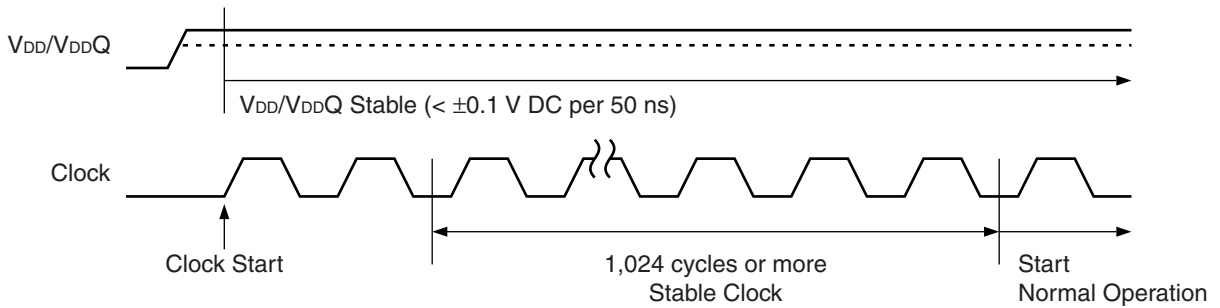 VDD/VDDQ
VDD/VDDQ Stable (< ±0.1 V DC per 50 ns)
Clock
Clock Start
1,024 cycles or more
Stable Clock
Start
Normal Operation